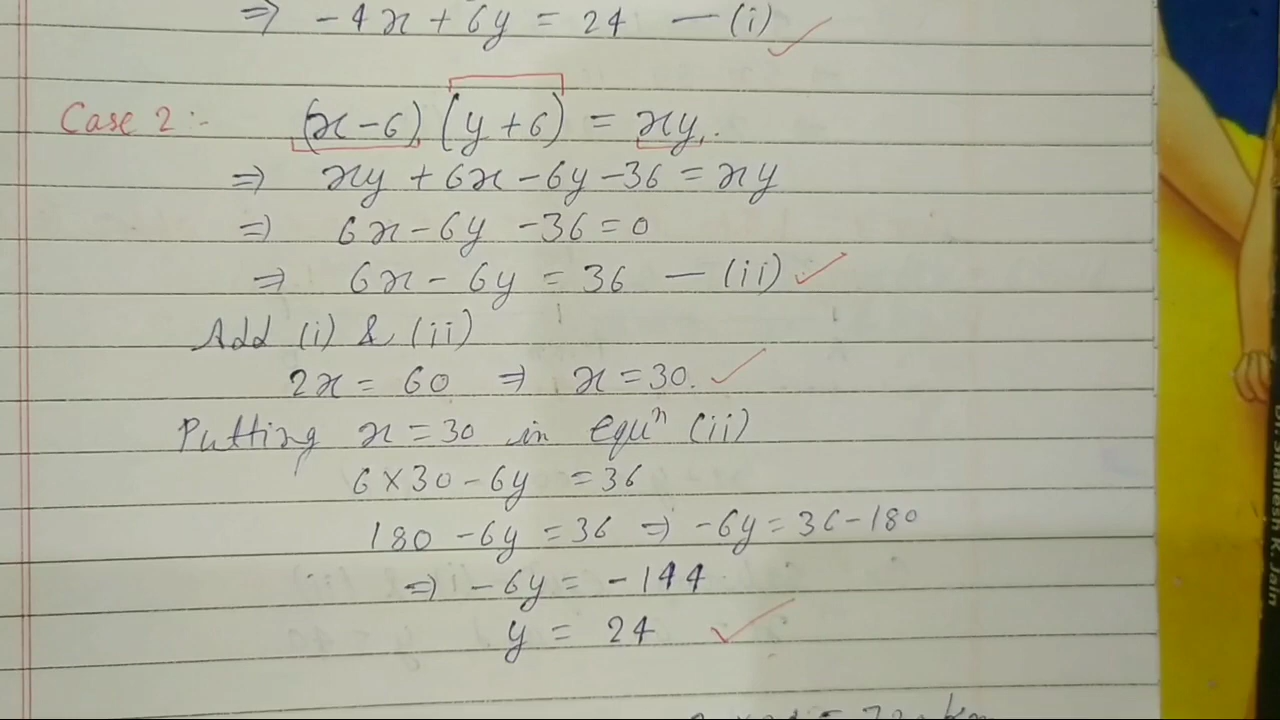 ⇒ -4x + 6y = 24 — (i)
Case 2 :- (x-6) (y+6) = xy.
⇒ xy + 6x - 6y - 36 = xy
⇒ 6x - 6y - 36 = 0
⇒ 6x - 6y = 36 — (ii)
Add (i) & (ii)
2x = 60 ⇒ x = 30.
Putting x = 30 in equⁿ (ii)
6 × 30 - 6y = 36
180 - 6y = 36 ⇒ -6y = 36 - 180
⇒ -6y = -144
y = 24
Shailesh K. Jain